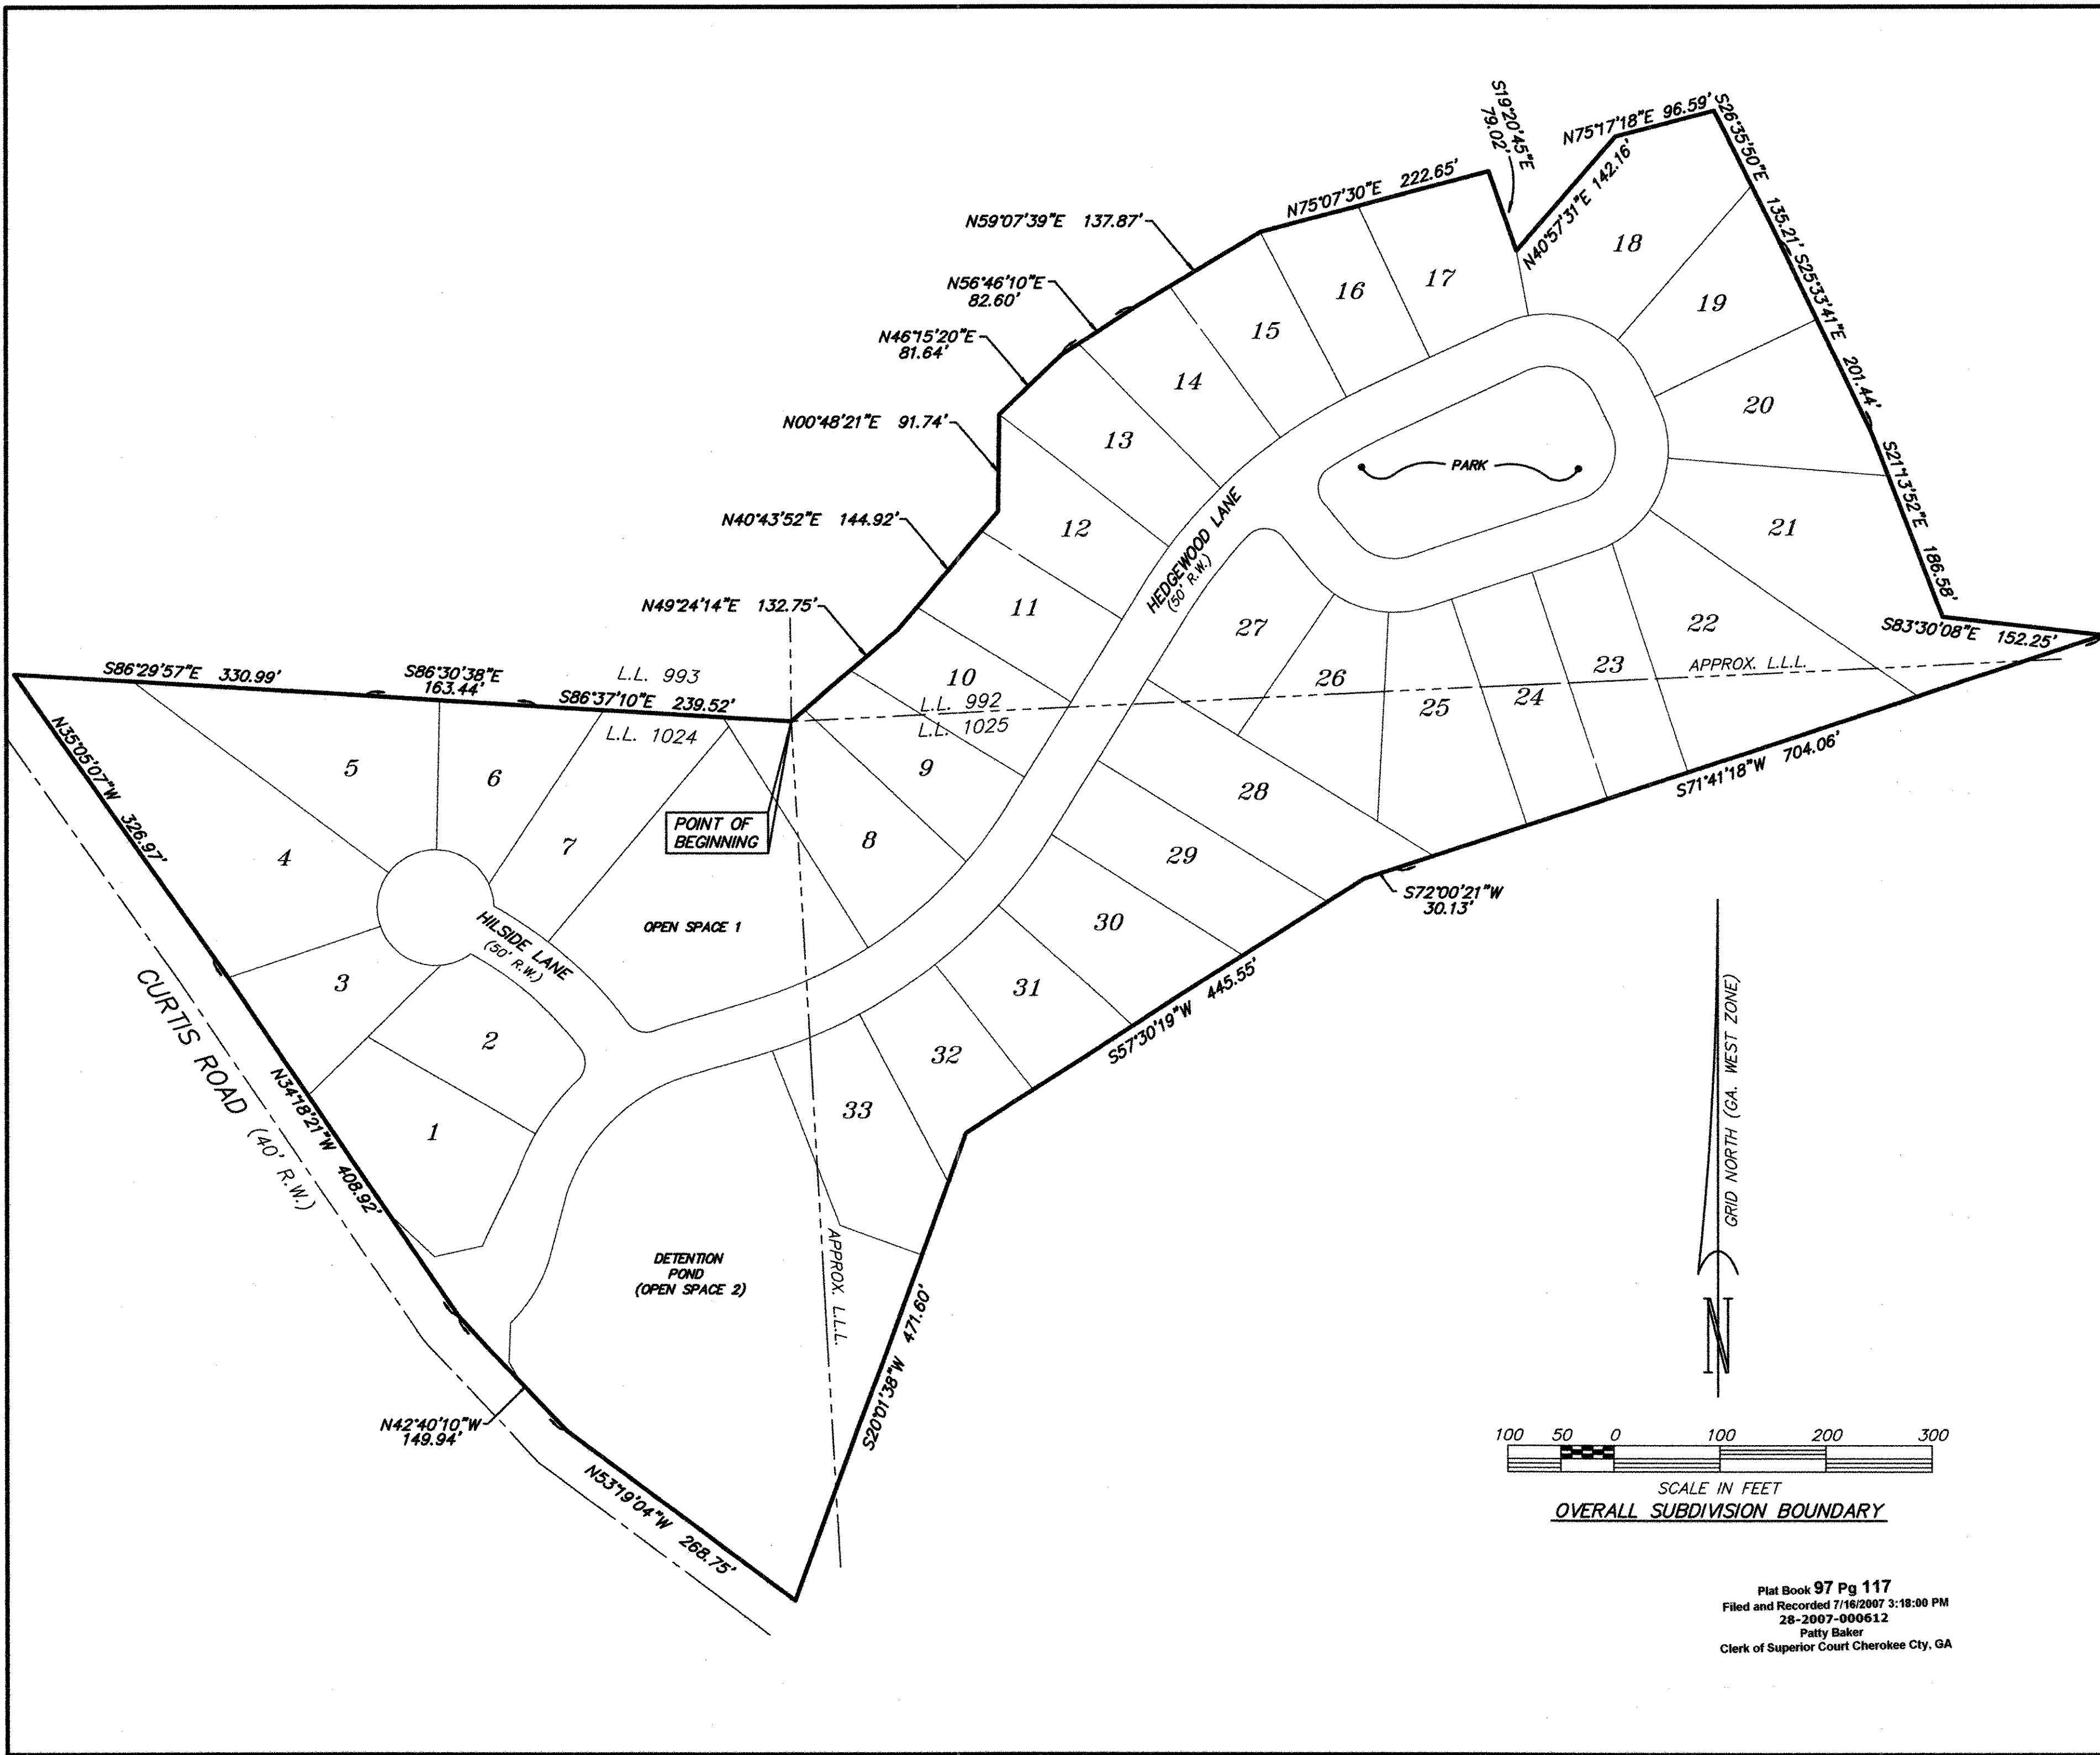 S19°20'45"E
79.02'
N75°17'18"E 96.59'
S26°35'50"E 135.21'
N40°57'31"E 142.16'
N75°07'30"E 222.65'
N59°07'39"E 137.87'
N56°46'10"E
82.60'
N46°15'20"E
81.64'
N00°48'21"E 91.74'
N40°43'52"E 144.92'
N49°24'14"E 132.75'
S25°33'41"E 201.44'
S21°13'52"E 186.58'
S83°30'08"E 152.25'
18
17
16
19
15
14
20
13
PARK
12
21
HEDGEWOOD LANE
(50' R.W.)
11
27
22
23
APPROX. L.L.L.
S86°29'57"E 330.99'
S86°30'38"E
163.44'
L.L. 993
S86°37'10"E 239.52'
10
L.L. 992
L.L. 1025
L.L. 1024
26
25
24
S71°41'18"W 704.06'
5
6
9
28
N35°05'07"W 326.97'
POINT OF
BEGINNING
4
7
8
29
S72°00'21"W
30.13'
OPEN SPACE 1
30
HILSIDE LANE
(50' R.W.)
3
31
S57°30'19"W 445.55'
2
32
CURTIS ROAD (40' R.W.)
N34°18'21"W 408.92'
1
33
GRID NORTH (GA. WEST ZONE)
N
DETENTION
POND
(OPEN SPACE 2)
APPROX. L.L.L.
S20°01'38"W 471.60'
N42°40'10"W
149.94'
N53°19'04"W 268.75'
100 50 0 100 200 300
SCALE IN FEET
OVERALL SUBDIVISION BOUNDARY
Plat Book 97 Pg 117
Filed and Recorded 7/16/2007 3:18:00 PM
28-2007-000612
Patty Baker
Clerk of Superior Court Cherokee Cty, GA